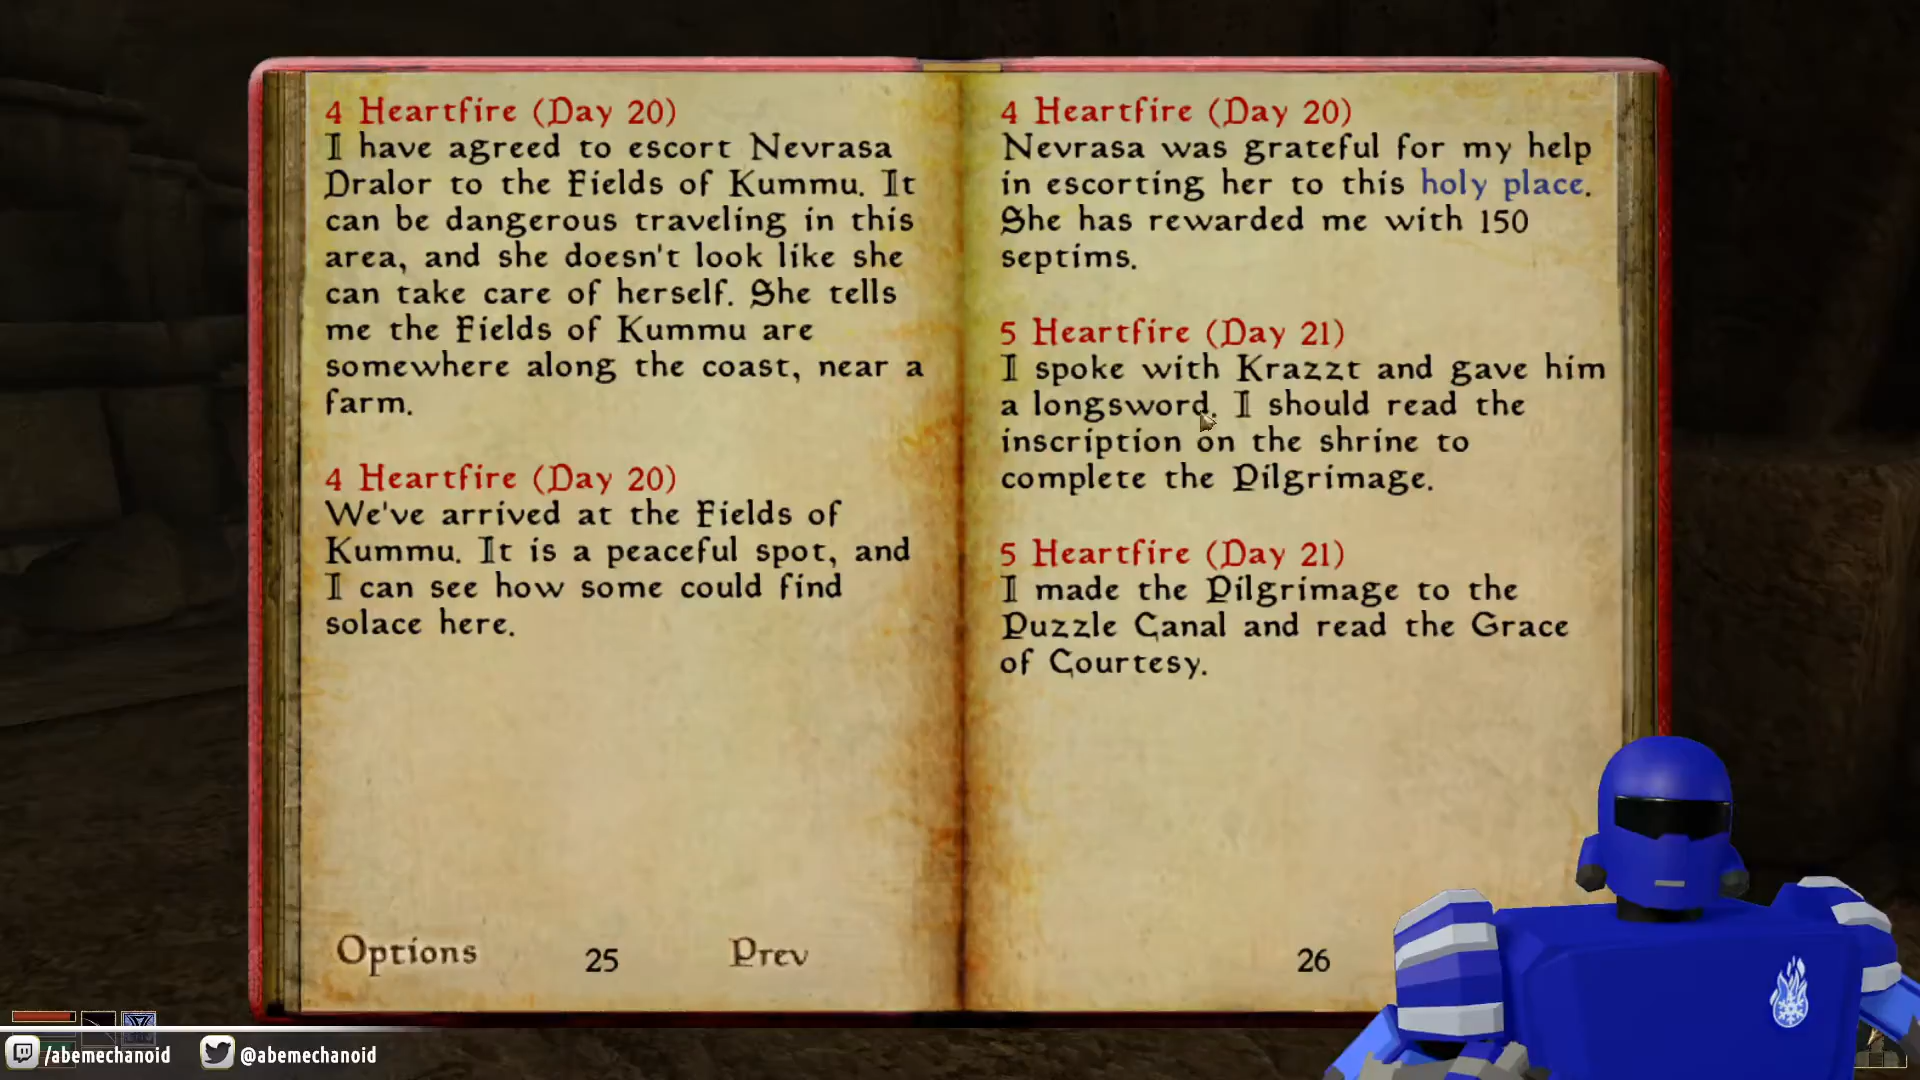 4 Heartfire (Day 20)
I have agreed to escort Nevrasa
Dralor to the Fields of Kummu. It
can be dangerous traveling in this
area, and she doesn't look like she
can take care of herself. She tells
me the Fields of Kummu are
somewhere along the coast, near a
farm.
4 Heartfire (Day 20)
We've arrived at the Fields of
Kummu. It is a peaceful spot, and
I can see how some could find
solace here.
Options
25
Prev
4 Heartfire (Day 20)
Nevrasa was grateful for my help
in escorting her to this holy place.
She has rewarded me with 150
septims.
5 Heartfire (Day 21)
I spoke with Krazzt and gave him
a longsword. I should read the
inscription on the shrine to
complete the Pilgrimage.
5 Heartfire (Day 21)
I made the Pilgrimage to the
Puzzle Canal and read the Grace
of Courtesy.
26
/abemechanoid
@abemechanoid